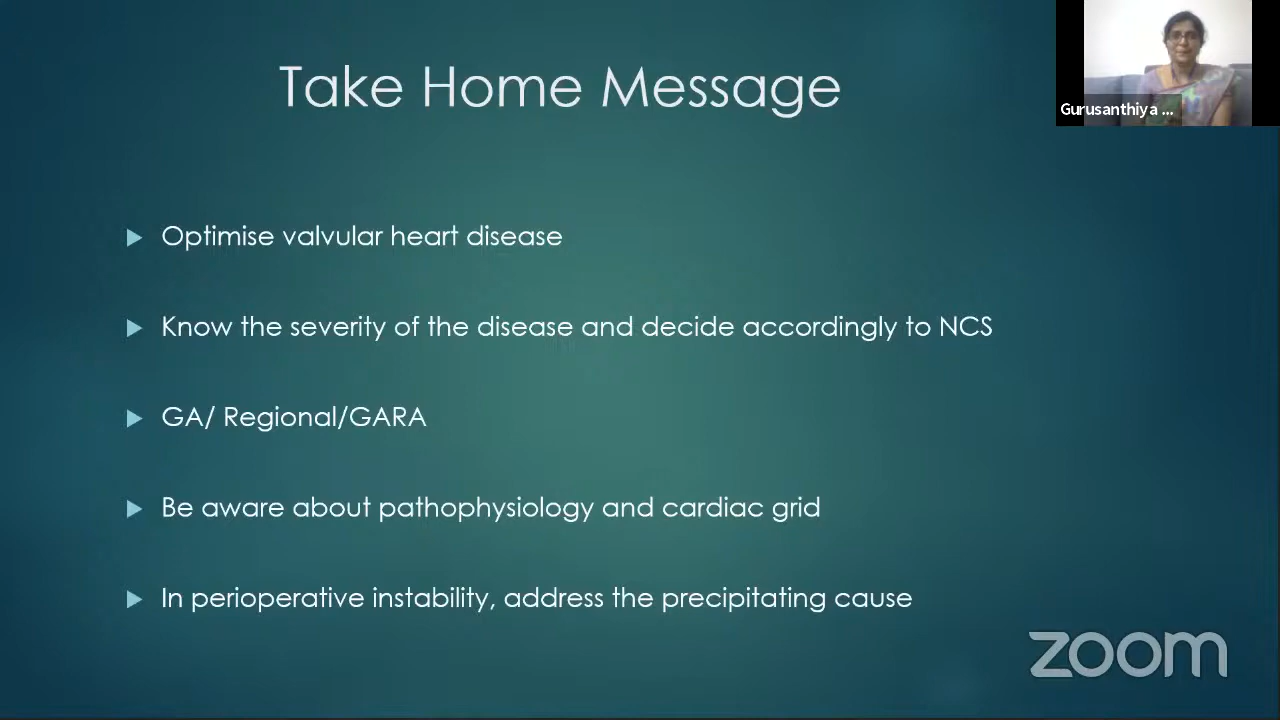 Take Home Message
Gurusanthiya ...
Optimise valvular heart disease
Know the severity of the disease and decide accordingly to NCS
GA/ Regional/GARA
Be aware about pathophysiology and cardiac grid
In perioperative instability, address the precipitating cause
zoom